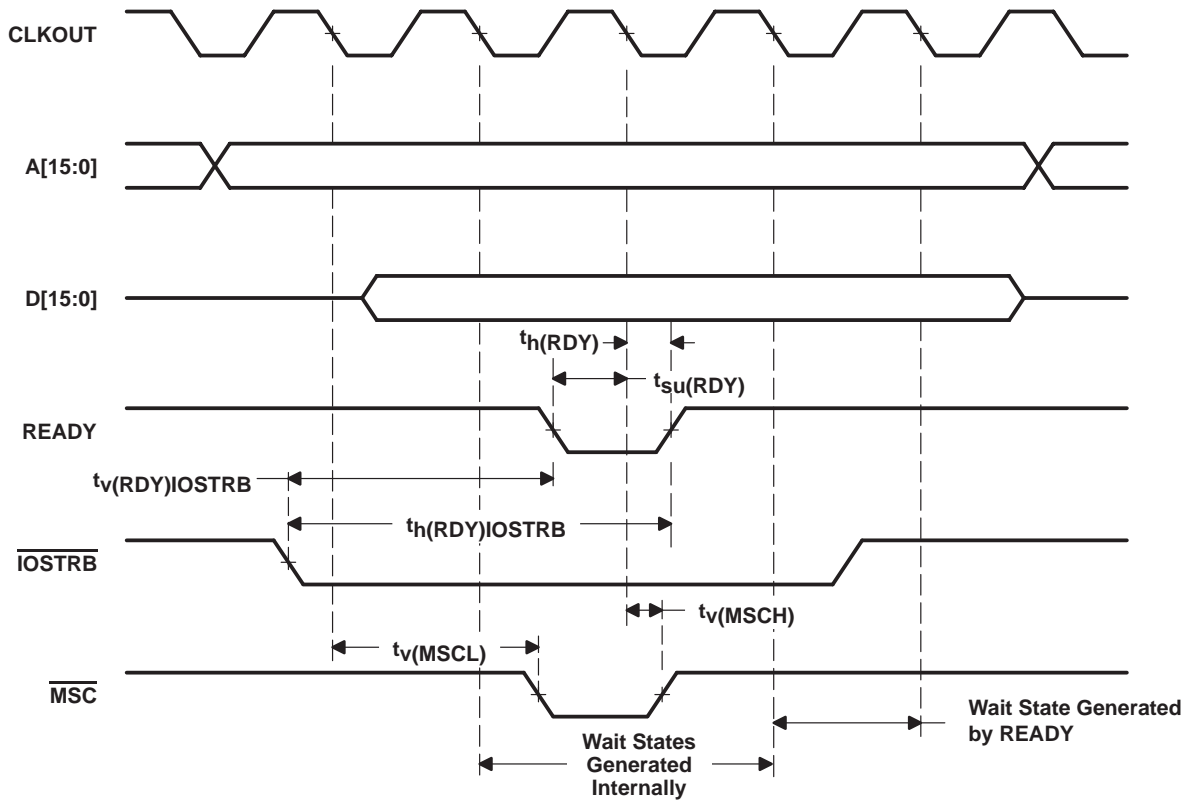 CLKOUT
A[15:0]
D[15:0]
th(RDY)
tsu(RDY)
READY
tv(RDY)IOSTRB
th(RDY)IOSTRB
IOSTRB
tv(MSCH)
tv(MSCL)
MSC
Wait State Generated
by READY
Wait States
Generated
Internally